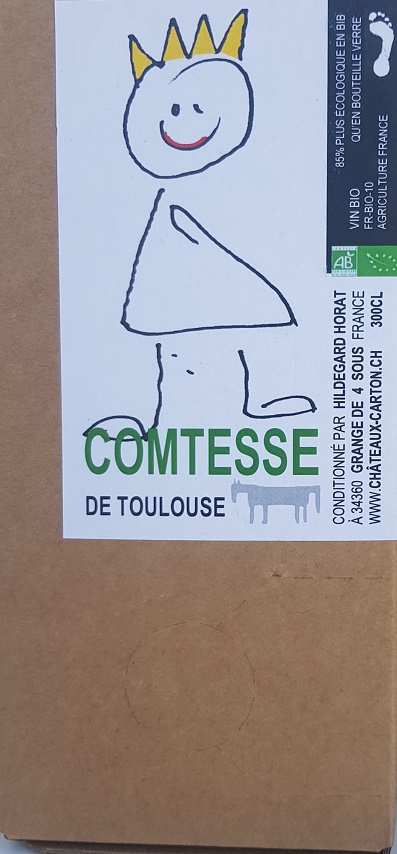 COMTESSE
DE TOULOUSE
85% PLUS ÉCOLOGIQUE EN BIB
QU'EN BOUTEILLE VERRE
VIN BIO
FR-BIO-10
AGRICULTURE FRANCE
AB
CONDITIONNÉ PAR HILDEGARD HORAT
À 34360 GRANGE DE 4 SOUS FRANCE
WWW.CHÂTEAUX-CARTON.CH 300CL